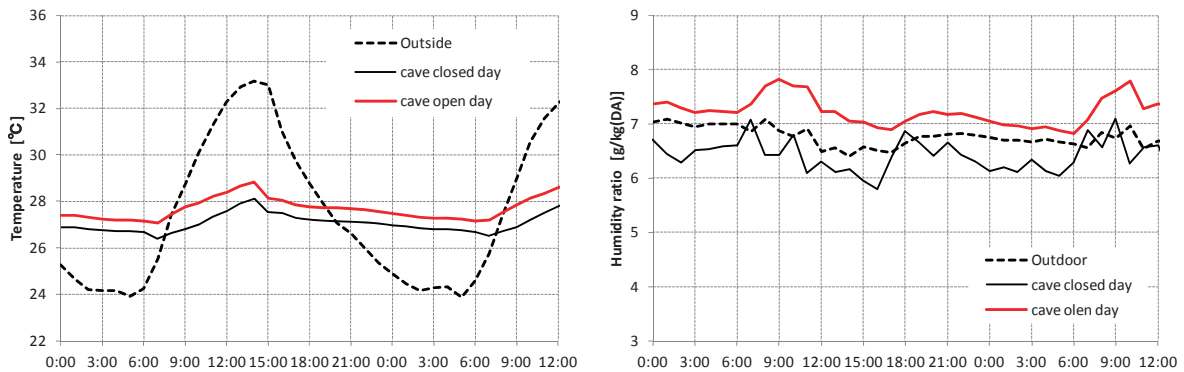 36
34
32
30
28
26
24
22
Temperature [℃]
Outside
cave closed day
cave open day
0:00 3:00 6:00 9:00 12:00 15:00 18:00 21:00 0:00 3:00 6:00 9:00 12:00
9
8
7
6
5
4
3
Humidity ratio [g/kg(DA)]
Outdoor
cave closed day
cave olen day
0:00 3:00 6:00 9:00 12:00 15:00 18:00 21:00 0:00 3:00 6:00 9:00 12:00